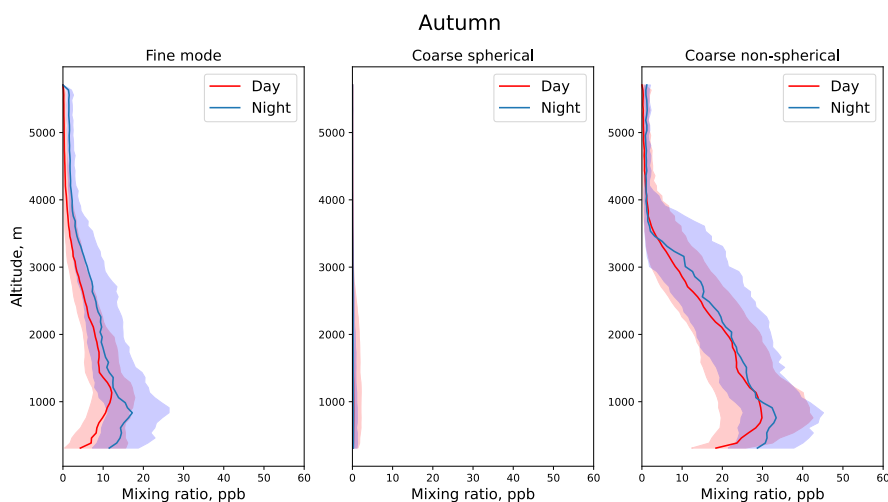 Autumn
Fine mode
Coarse spherical
Coarse non-spherical
Day
Night
Day
Night
Day
Night
Altitude, m
5000
4000
3000
2000
1000
5000
4000
3000
2000
1000
5000
4000
3000
2000
1000
0 10 20 30 40 50 60
0 10 20 30 40 50 60
0 10 20 30 40 50 60
Mixing ratio, ppb
Mixing ratio, ppb
Mixing ratio, ppb